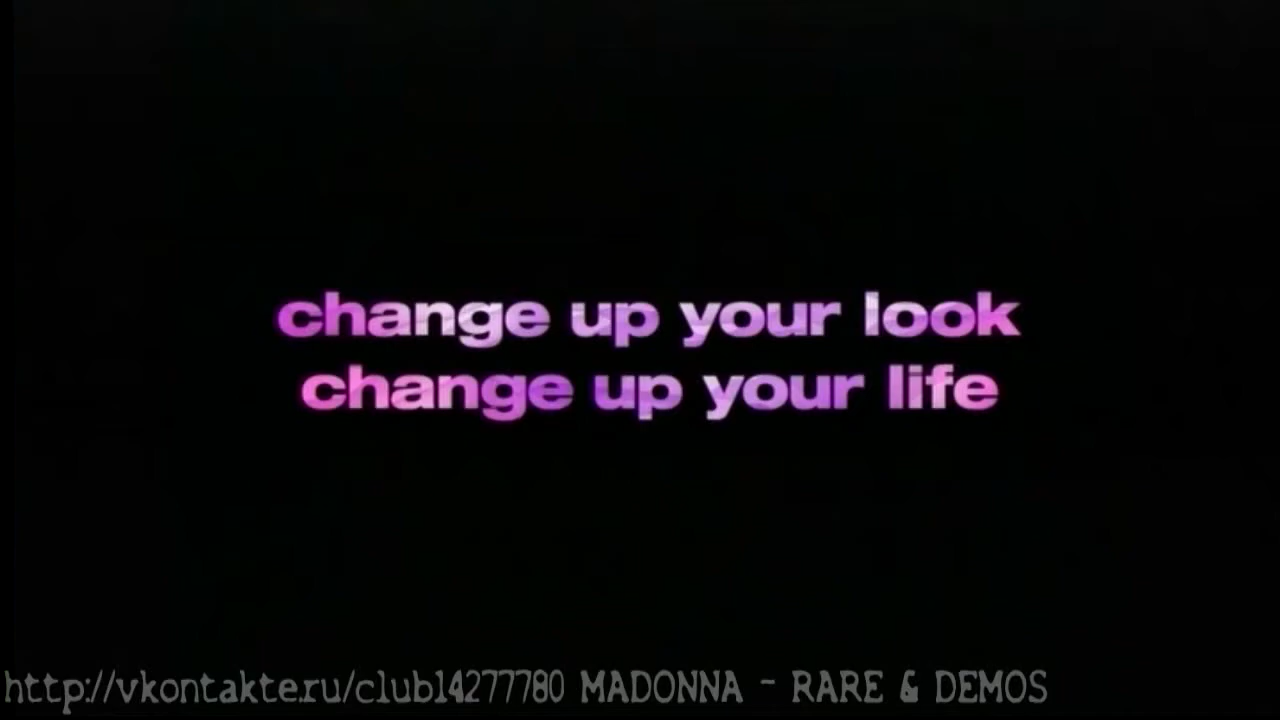 change up your look
change up your life
http://vkontakte.ru/club14277780 MADONNA - RARE & DEMOS